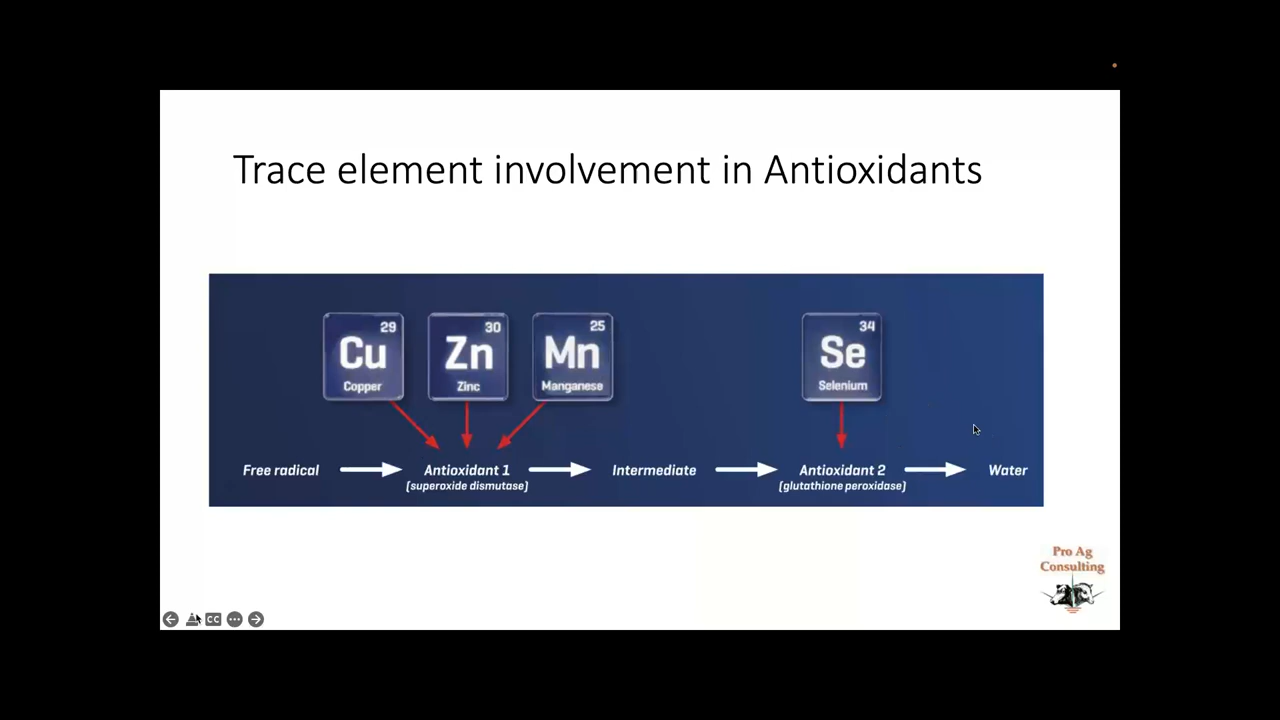 Trace element involvement in Antioxidants
29
Cu
Copper
30
Zn
Zinc
25
Mn
Manganese
34
Se
Selenium
Free radical
Antioxidant 1
(superoxide dismutase)
Intermediate
Antioxidant 2
(glutathione peroxidase)
Water
Pro Ag
Consulting
CC